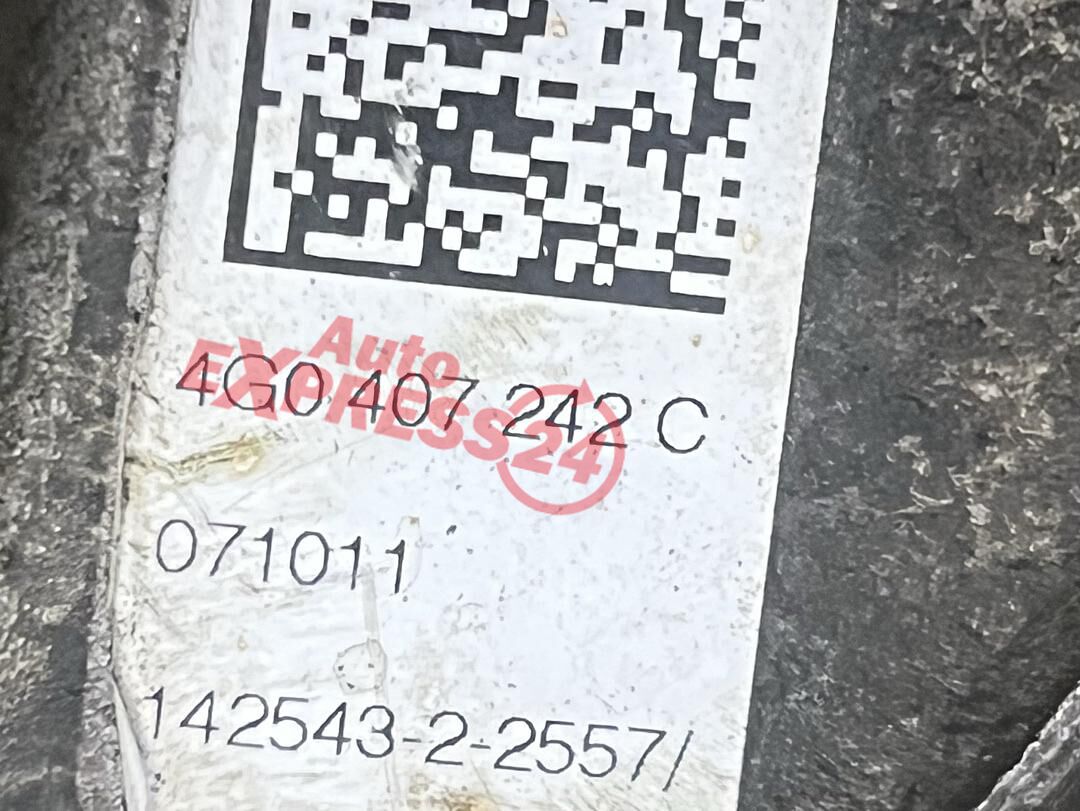 Auto
EXPRESS24
4G0 407 242 C
071011
142543-2-2557/